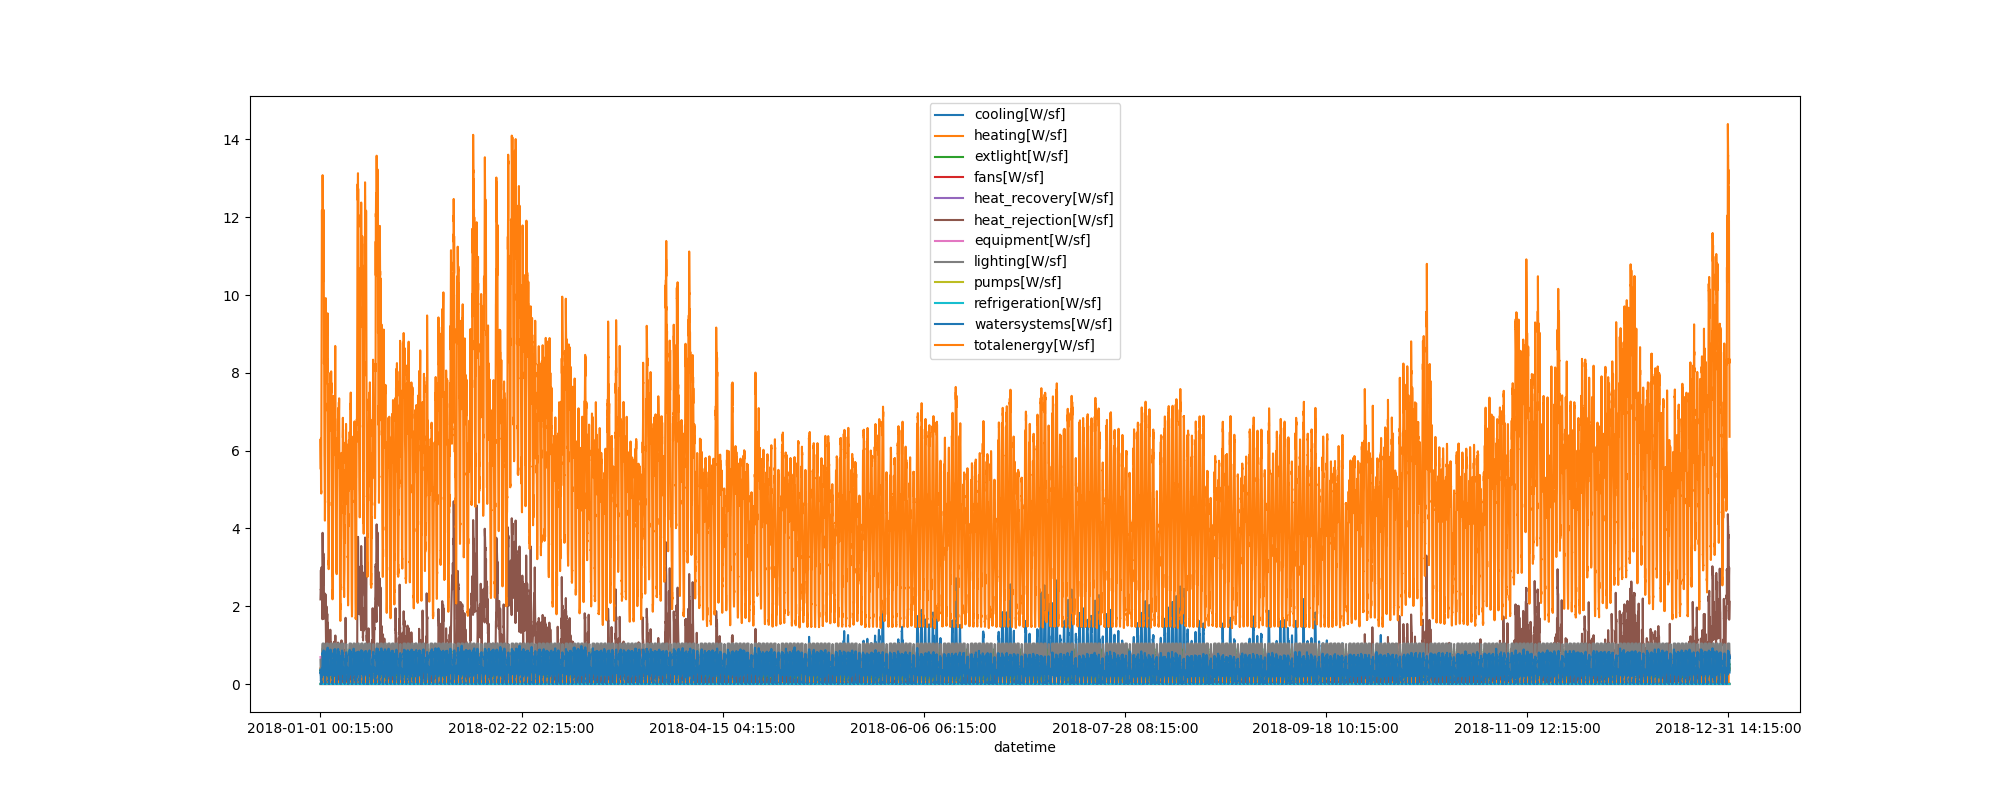 14
12
10
8
6
4
2
0
cooling[W/sf]
heating[W/sf]
extlight[W/sf]
fans[W/sf]
heat_recovery[W/sf]
heat_rejection[W/sf]
equipment[W/sf]
lighting[W/sf]
pumps[W/sf]
refrigeration[W/sf]
watersystems[W/sf]
totalenergy[W/sf]
2018-01-01 00:15:00
2018-02-22 02:15:00
2018-04-15 04:15:00
2018-06-06 06:15:00
2018-07-28 08:15:00
2018-09-18 10:15:00
2018-11-09 12:15:00
2018-12-31 14:15:00
datetime